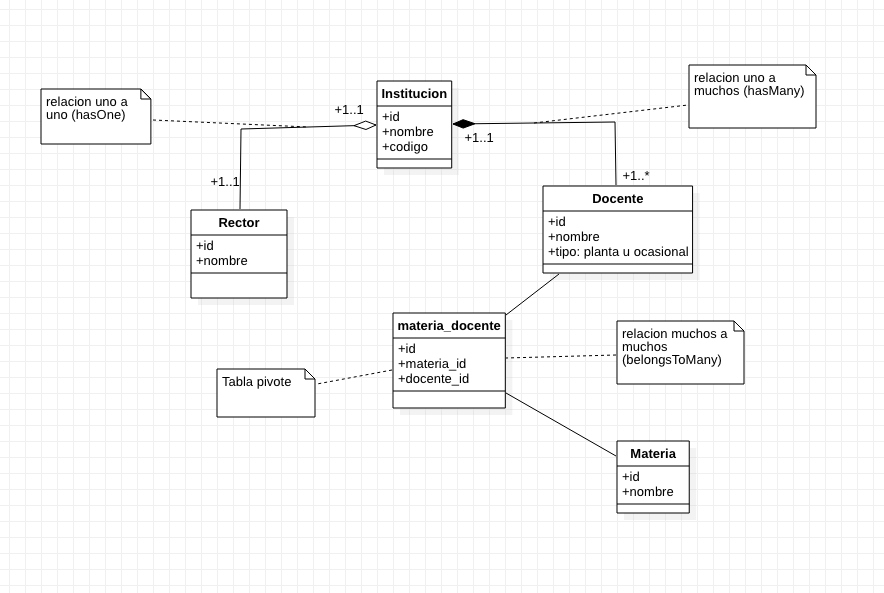 relacion uno a
uno (hasOne)
+1..1
Institucion
+id
+nombre
+codigo
+1..1
relacion uno a
muchos (hasMany)
+1..1
Rector
+id
+nombre
+1..*
Docente
+id
+nombre
+tipo: planta u ocasional
materia_docente
+id
+materia_id
+docente_id
Tabla pivote
relacion muchos a
muchos
(belongsToMany)
Materia
+id
+nombre